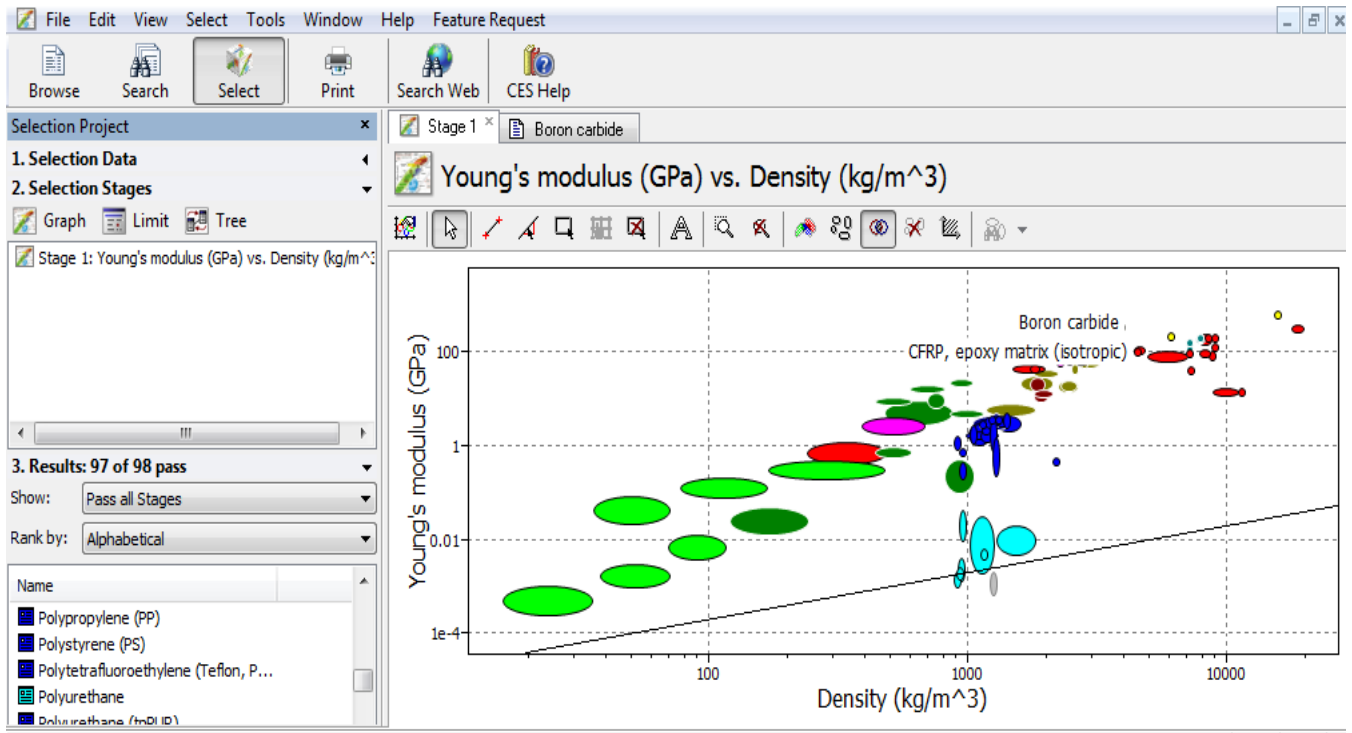 File Edit View Select Tools Window Help Feature Request
Browse Search Select Print Search Web CES Help
Selection Project
1. Selection Data
2. Selection Stages
Graph Limit Tree
Stage 1: Young's modulus (GPa) vs. Density (kg/m^3
3. Results: 97 of 98 pass
Show: Pass all Stages
Rank by: Alphabetical
Name
Polypropylene (PP)
Polystyrene (PS)
Polytetrafluoroethylene (Teflon, P...
Polyurethane
Polyurethane (tpPUR)
Stage 1 Boron carbide
Young's modulus (GPa) vs. Density (kg/m^3)
Young's modulus (GPa)
100
1
0.01
1e-4
Boron carbide
CFRP, epoxy matrix (isotropic)
100 1000 10000
Density (kg/m^3)